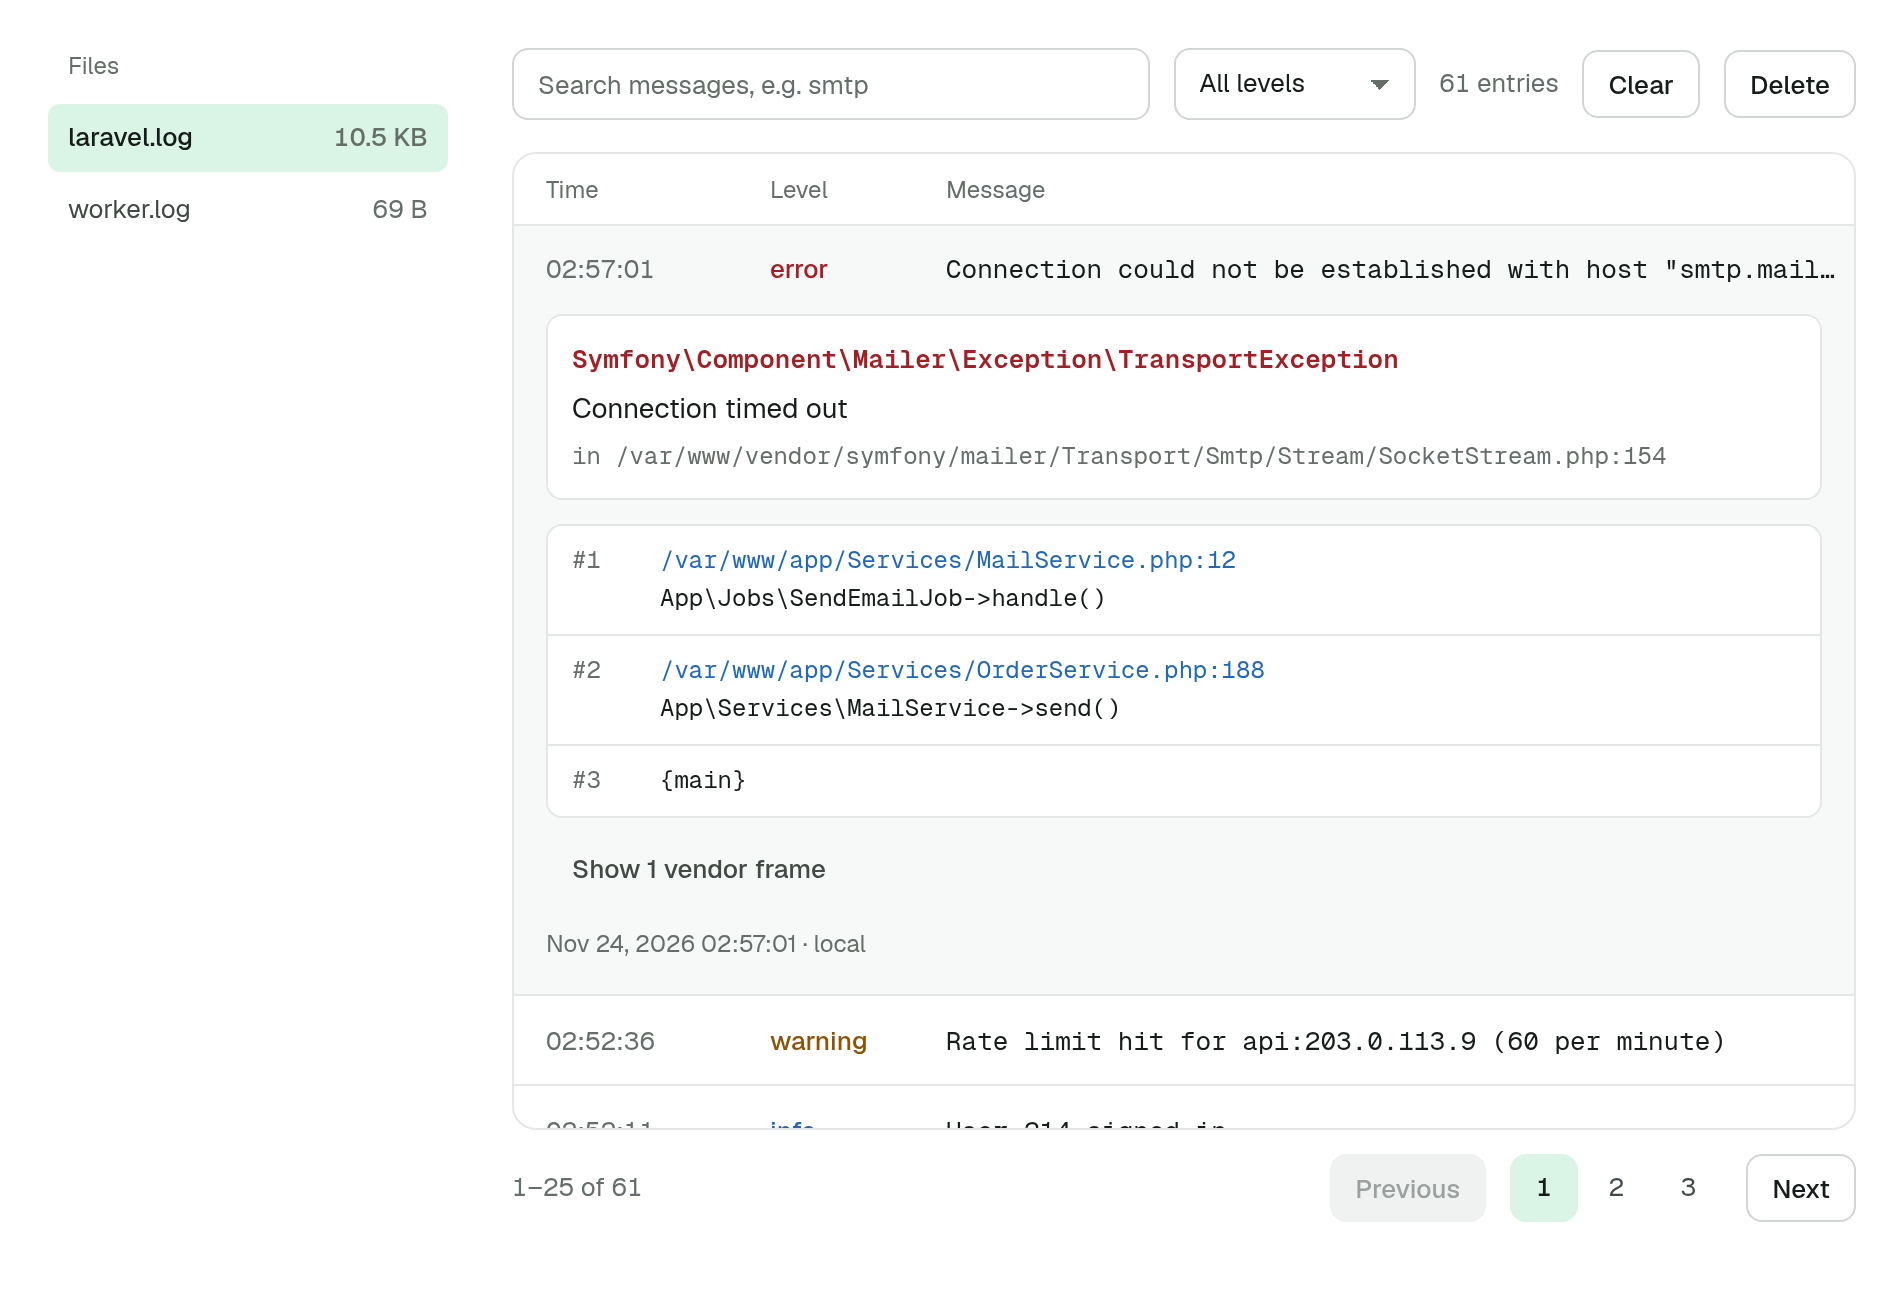 Files
laravel.log 10.5 KB
worker.log 69 B
Search messages, e.g. smtp
All levels
61 entries
Clear
Delete
Time Level Message
02:57:01 error Connection could not be established with host "smtp.mail…
Symfony\Component\Mailer\Exception\TransportException
Connection timed out
in /var/www/vendor/symfony/mailer/Transport/Smtp/Stream/SocketStream.php:154
#1 /var/www/app/Services/MailService.php:12
App\Jobs\SendEmailJob->handle()
#2 /var/www/app/Services/OrderService.php:188
App\Services\MailService->send()
#3 {main}
Show 1 vendor frame
Nov 24, 2026 02:57:01 · local
02:52:36 warning Rate limit hit for api:203.0.113.9 (60 per minute)
info User 214 signed in
1–25 of 61
Previous
1
2
3
Next